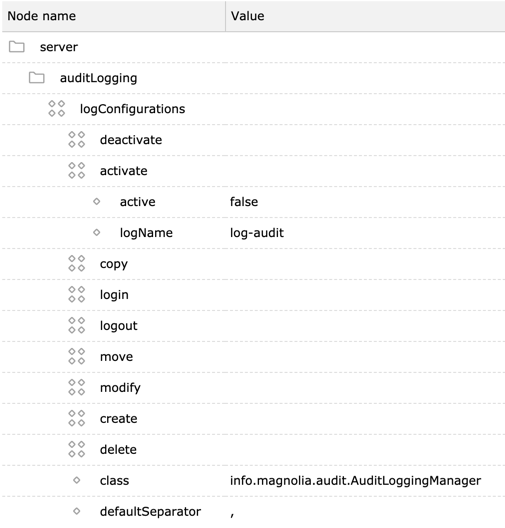 Node name Value
server
auditLogging
logConfigurations
deactivate
activate
active false
logName log-audit
copy
login
logout
move
modify
create
delete
class info.magnolia.audit.AuditLoggingManager
defaultSeparator ,